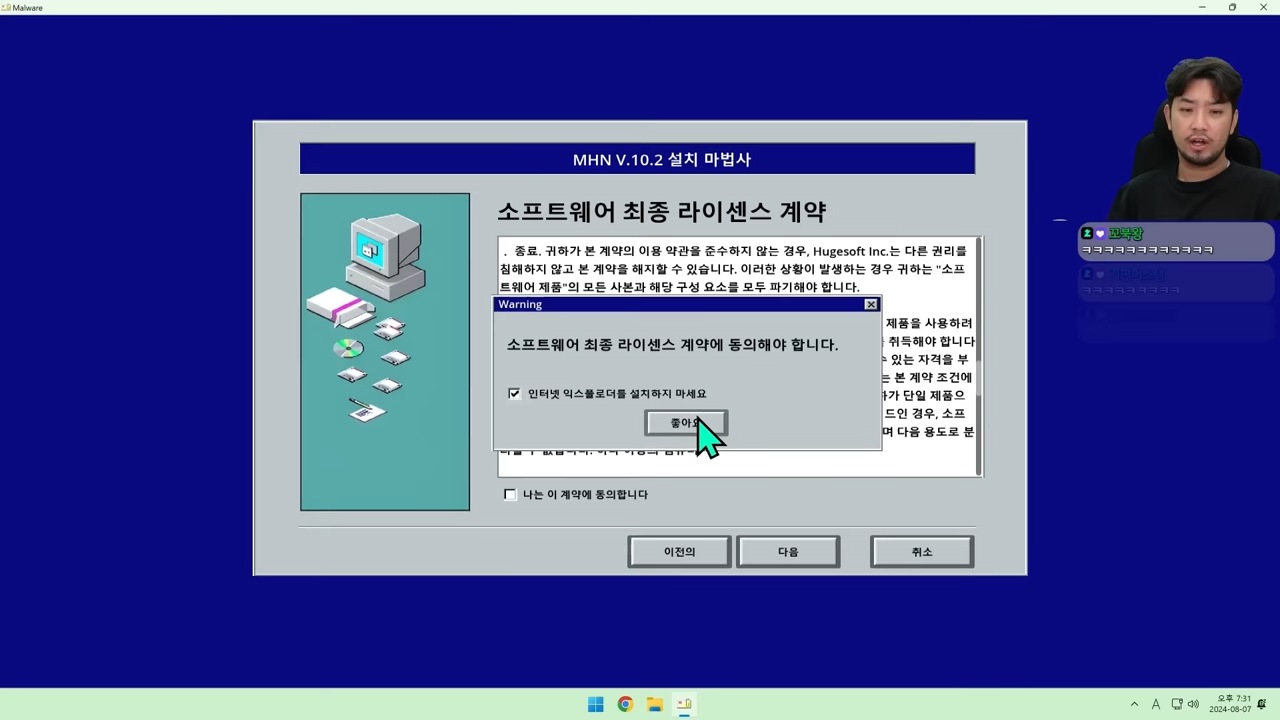 Malware
MHN V.10.2 설치 마법사
소프트웨어 최종 라이센스 계약
. 종료. 귀하가 본 계약의 이용 약관을 준수하지 않는 경우, Hugesoft Inc.는 다른 권리를
침해하지 않고 본 계약을 해지할 수 있습니다. 이러한 상황이 발생하는 경우 귀하는 "소프
트웨어 제품"의 모든 사본과 해당 구성 요소를 모두 파기해야 합니다.
Warning
소프트웨어 최종 라이센스 계약에 동의해야 합니다.
인터넷 익스플로더를 설치하지 마세요
좋아요
제품을 사용하려
취득해야 합니다
있는 자격을 부
는 본 계약 조건에
가 단일 제품으
드인 경우, 소프
며 다음 용도로 분
나는 이 계약에 동의합니다
이전의
다음
취소
꼬북왕
ㅋㅋㅋㅋㅋㅋㅋㅋㅋㅋㅋㅋ
ㅋㅋㅋㅋㅋㅋㅋㅋㅋ
A
오후 7:31
2024-08-07